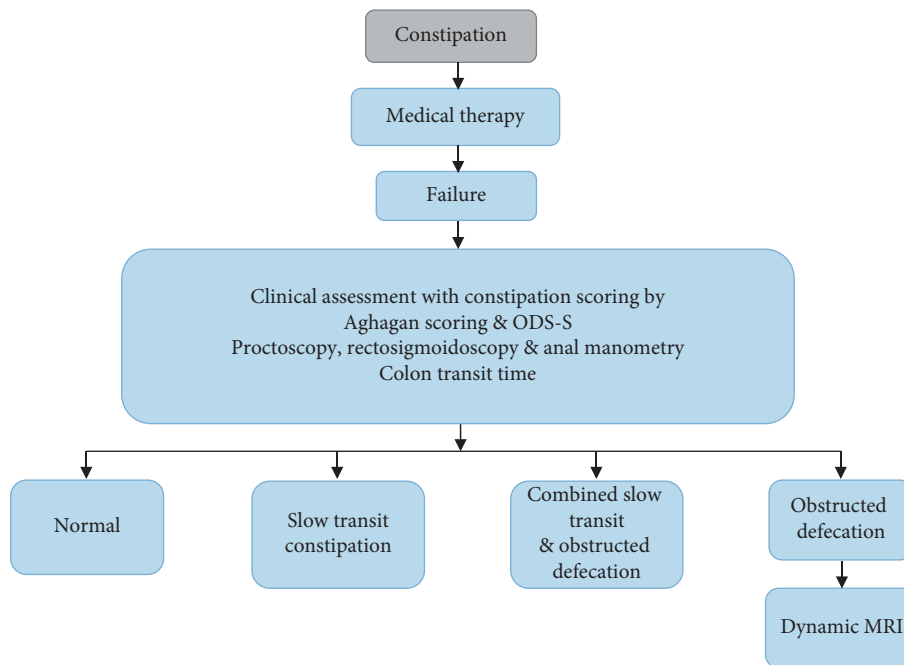 Constipation
Medical therapy
Failure
Clinical assessment with constipation scoring by
Aghagan scoring & ODS-S
Proctoscopy, rectosigmoidoscopy & anal manometry
Colon transit time
Normal
Slow transit
constipation
Combined slow
transit
& obstructed
defecation
Obstructed
defecation
Dynamic MRI